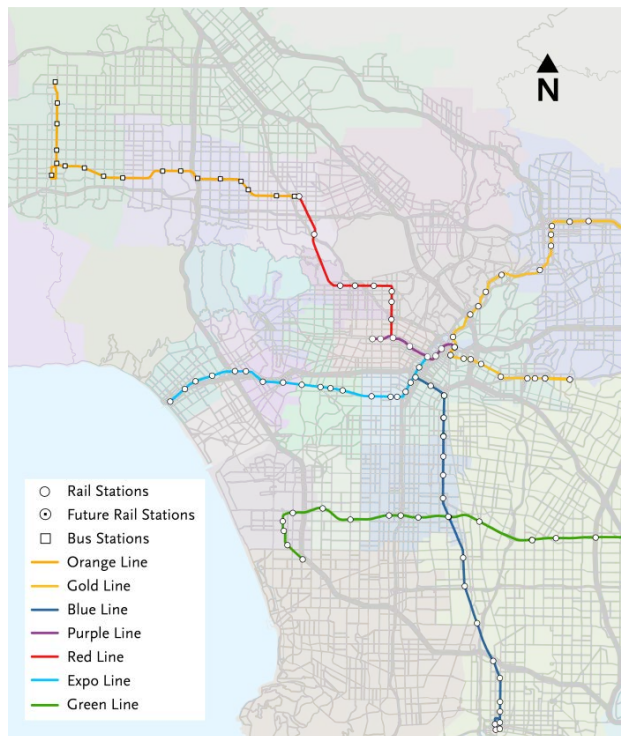 N
Rail Stations
Future Rail Stations
Bus Stations
Orange Line
Gold Line
Blue Line
Purple Line
Red Line
Expo Line
Green Line